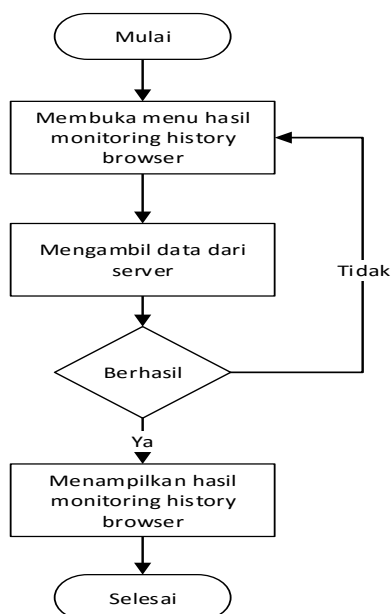 Mulai
Membuka menu hasil
monitoring history
browser
Mengambil data dari
server
Tidak
Berhasil
Ya
Menampilkan hasil
monitoring history
browser
Selesai